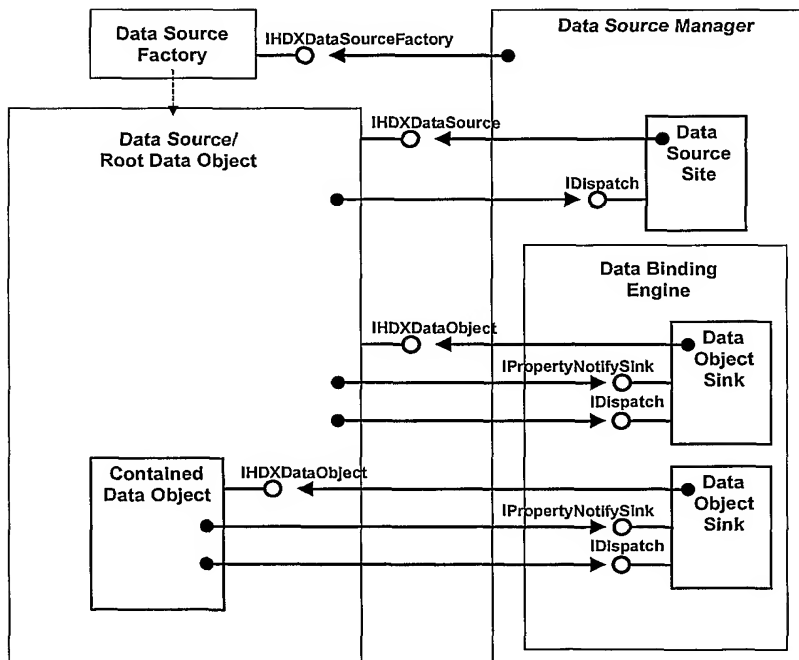 Data Source
Factory
IHDXDataSourceFactory
Data Source Manager
Data Source/
Root Data Object
IHDXDataSource
Data
Source
Site
IDispatch
Data Binding
Engine
IHDXDataObject
Data
Object
Sink
IPropertyNotifySink
IDispatch
Contained
Data Object
IHDXDataObject
Data
Object
Sink
IPropertyNotifySink
IDispatch